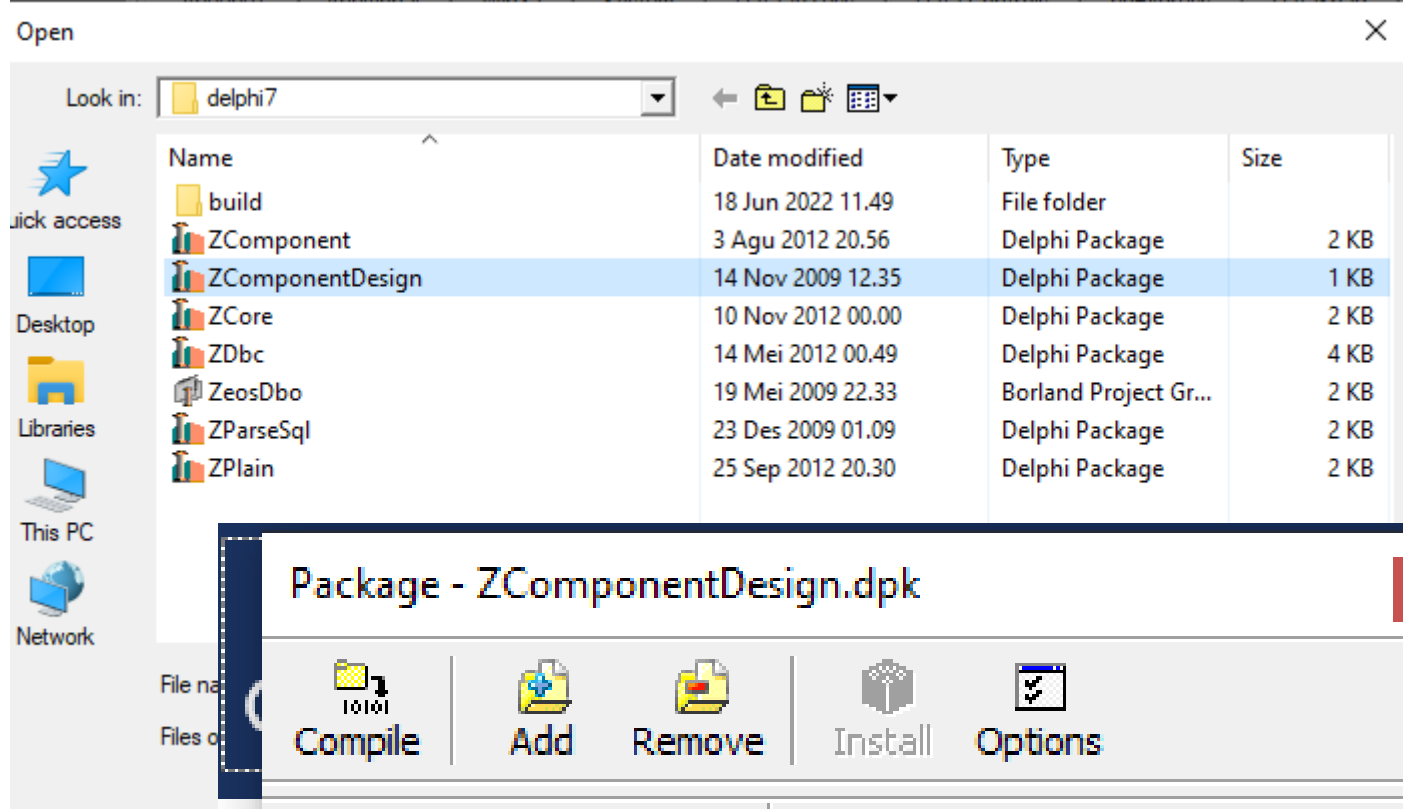 Open
Look in: delphi7
Name Date modified Type Size
build 18 Jun 2022 11.49 File folder
ZComponent 3 Agu 2012 20.56 Delphi Package 2 KB
ZComponentDesign 14 Nov 2009 12.35 Delphi Package 1 KB
ZCore 10 Nov 2012 00.00 Delphi Package 2 KB
ZDbc 14 Mei 2012 00.49 Delphi Package 4 KB
ZeosDbo 19 Mei 2009 22.33 Borland Project Gr... 2 KB
ZParseSql 23 Des 2009 01.09 Delphi Package 2 KB
ZPlain 25 Sep 2012 20.30 Delphi Package 2 KB
uick access
Desktop
Libraries
This PC
Network
File na
Files o
Package - ZComponentDesign.dpk
Compile Add Remove Install Options